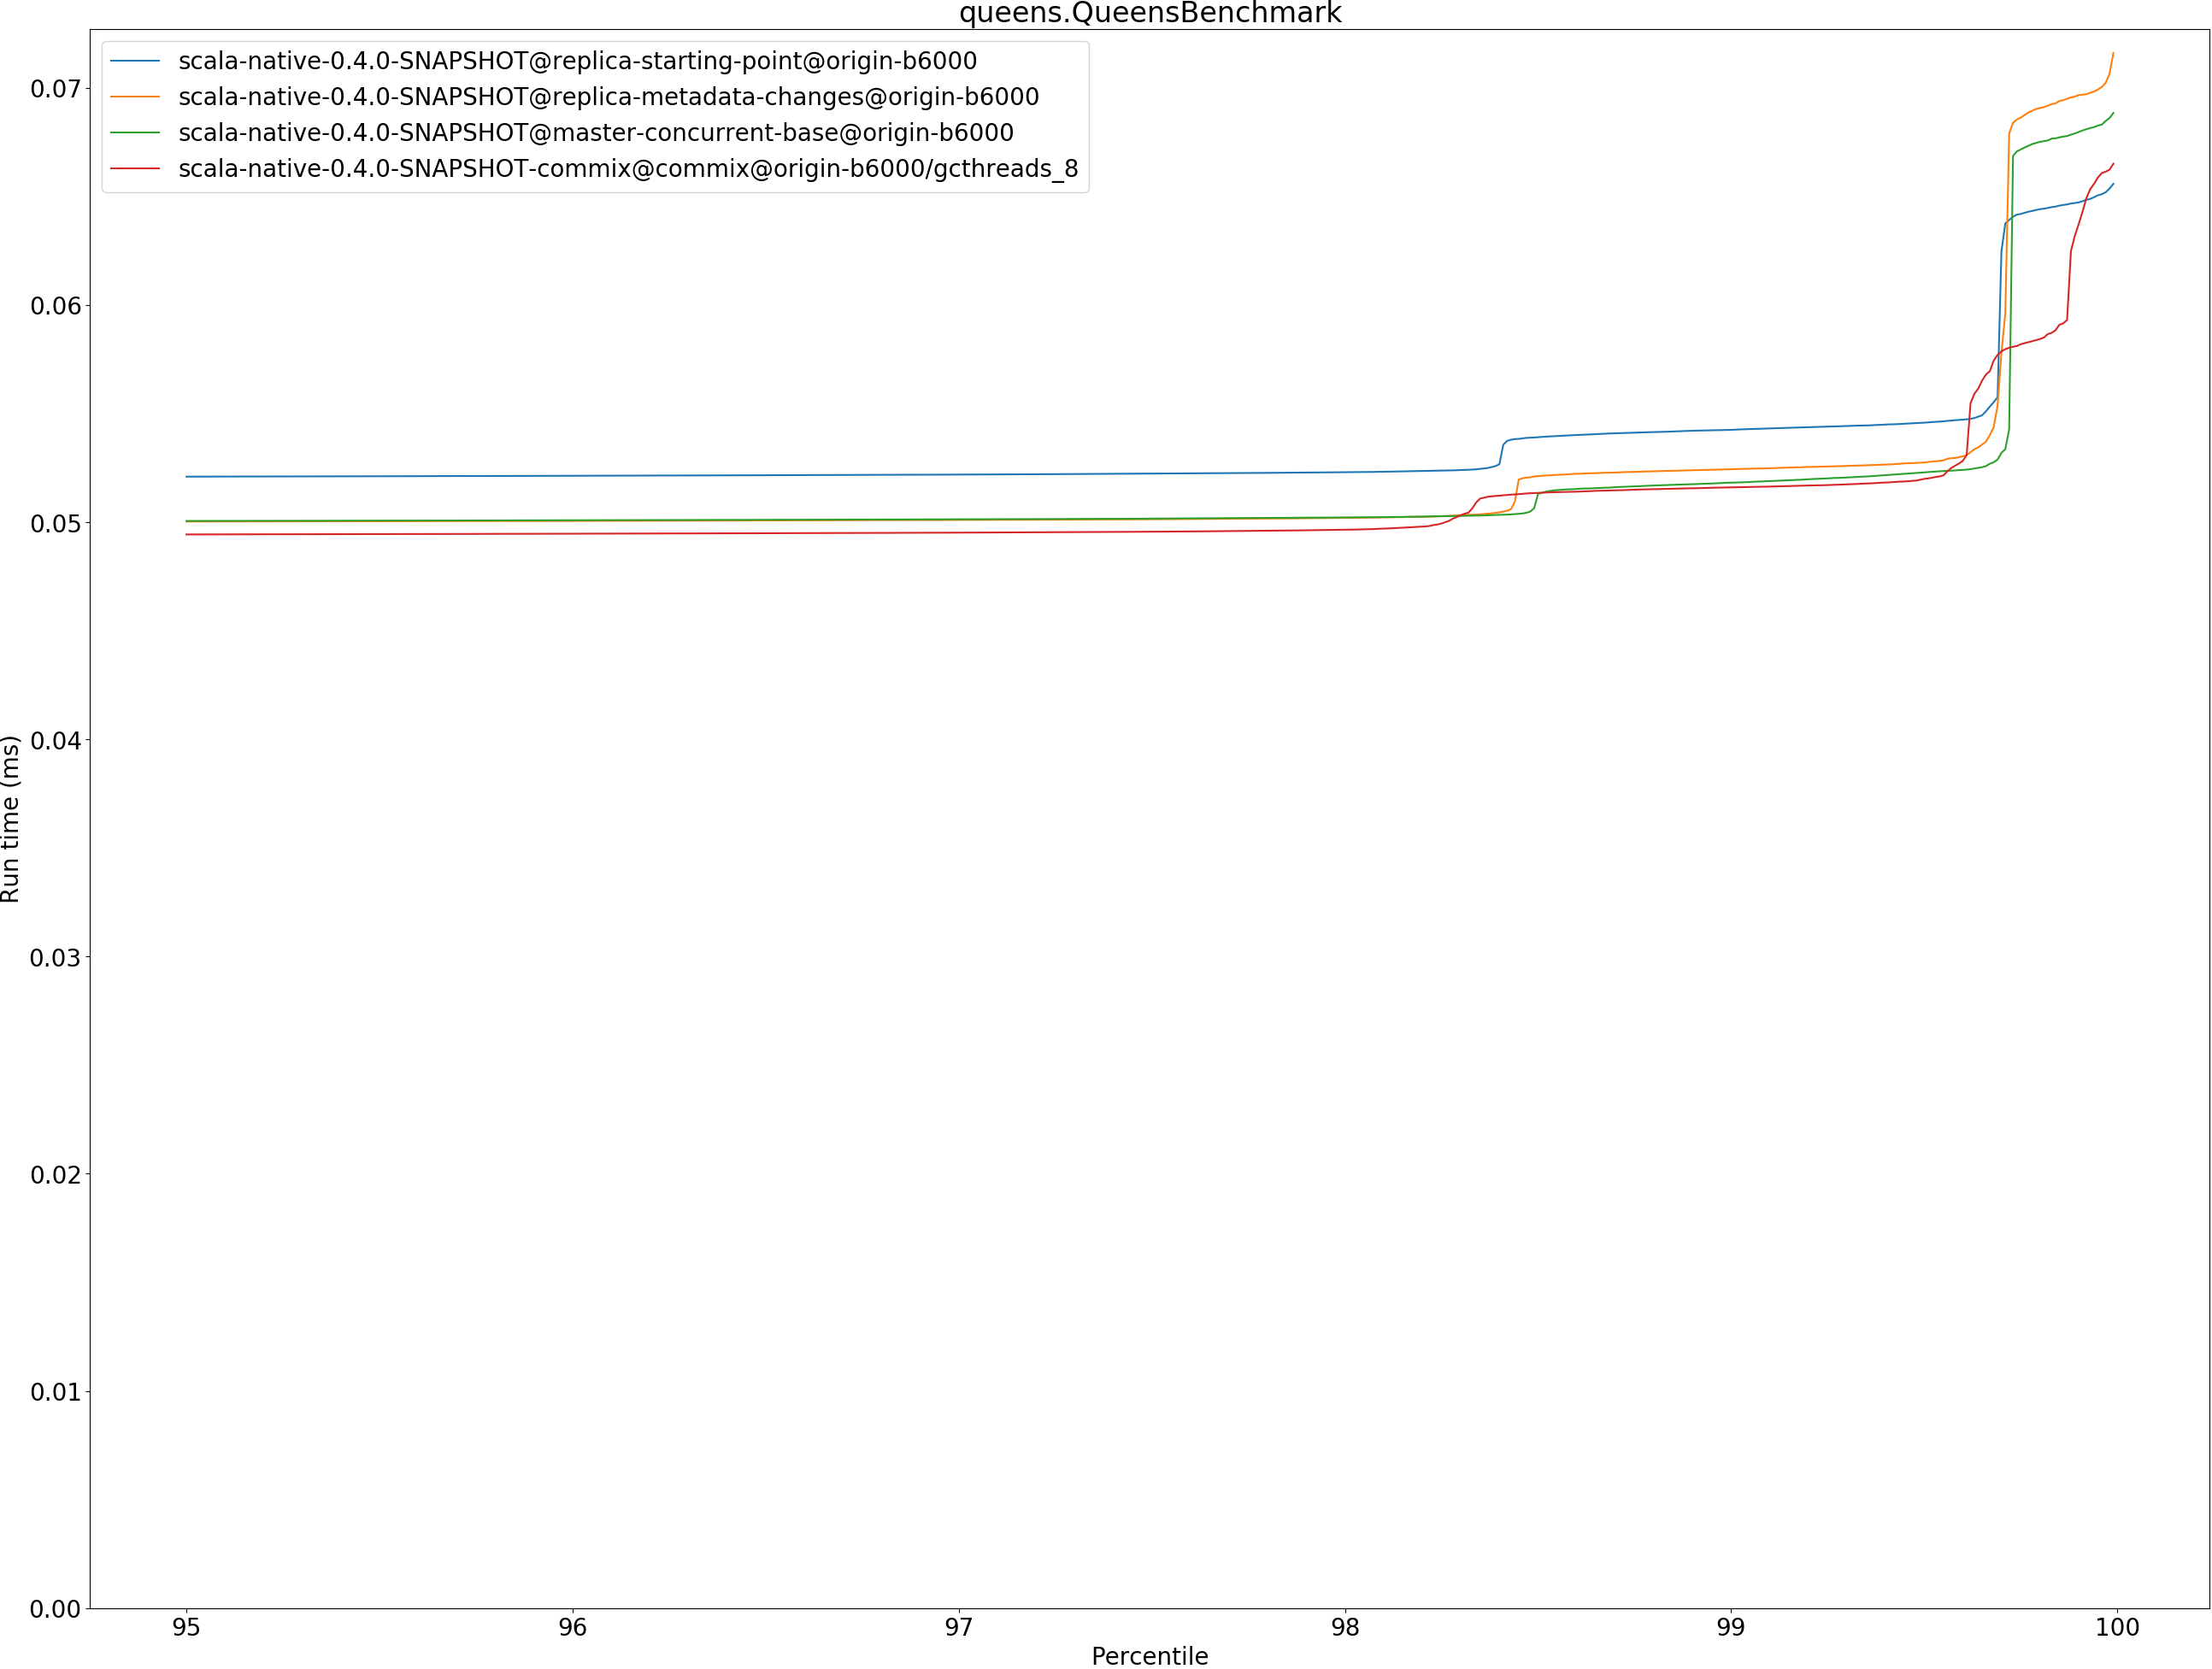 queens.QueensBenchmark
scala-native-0.4.0-SNAPSHOT@replica-starting-point@origin-b6000
scala-native-0.4.0-SNAPSHOT@replica-metadata-changes@origin-b6000
scala-native-0.4.0-SNAPSHOT@master-concurrent-base@origin-b6000
scala-native-0.4.0-SNAPSHOT-commix@commix@origin-b6000/gcthreads_8
0.07
0.06
0.05
0.04
0.03
0.02
0.01
0.00
Run time (ms)
95 96 97 98 99 100
Percentile